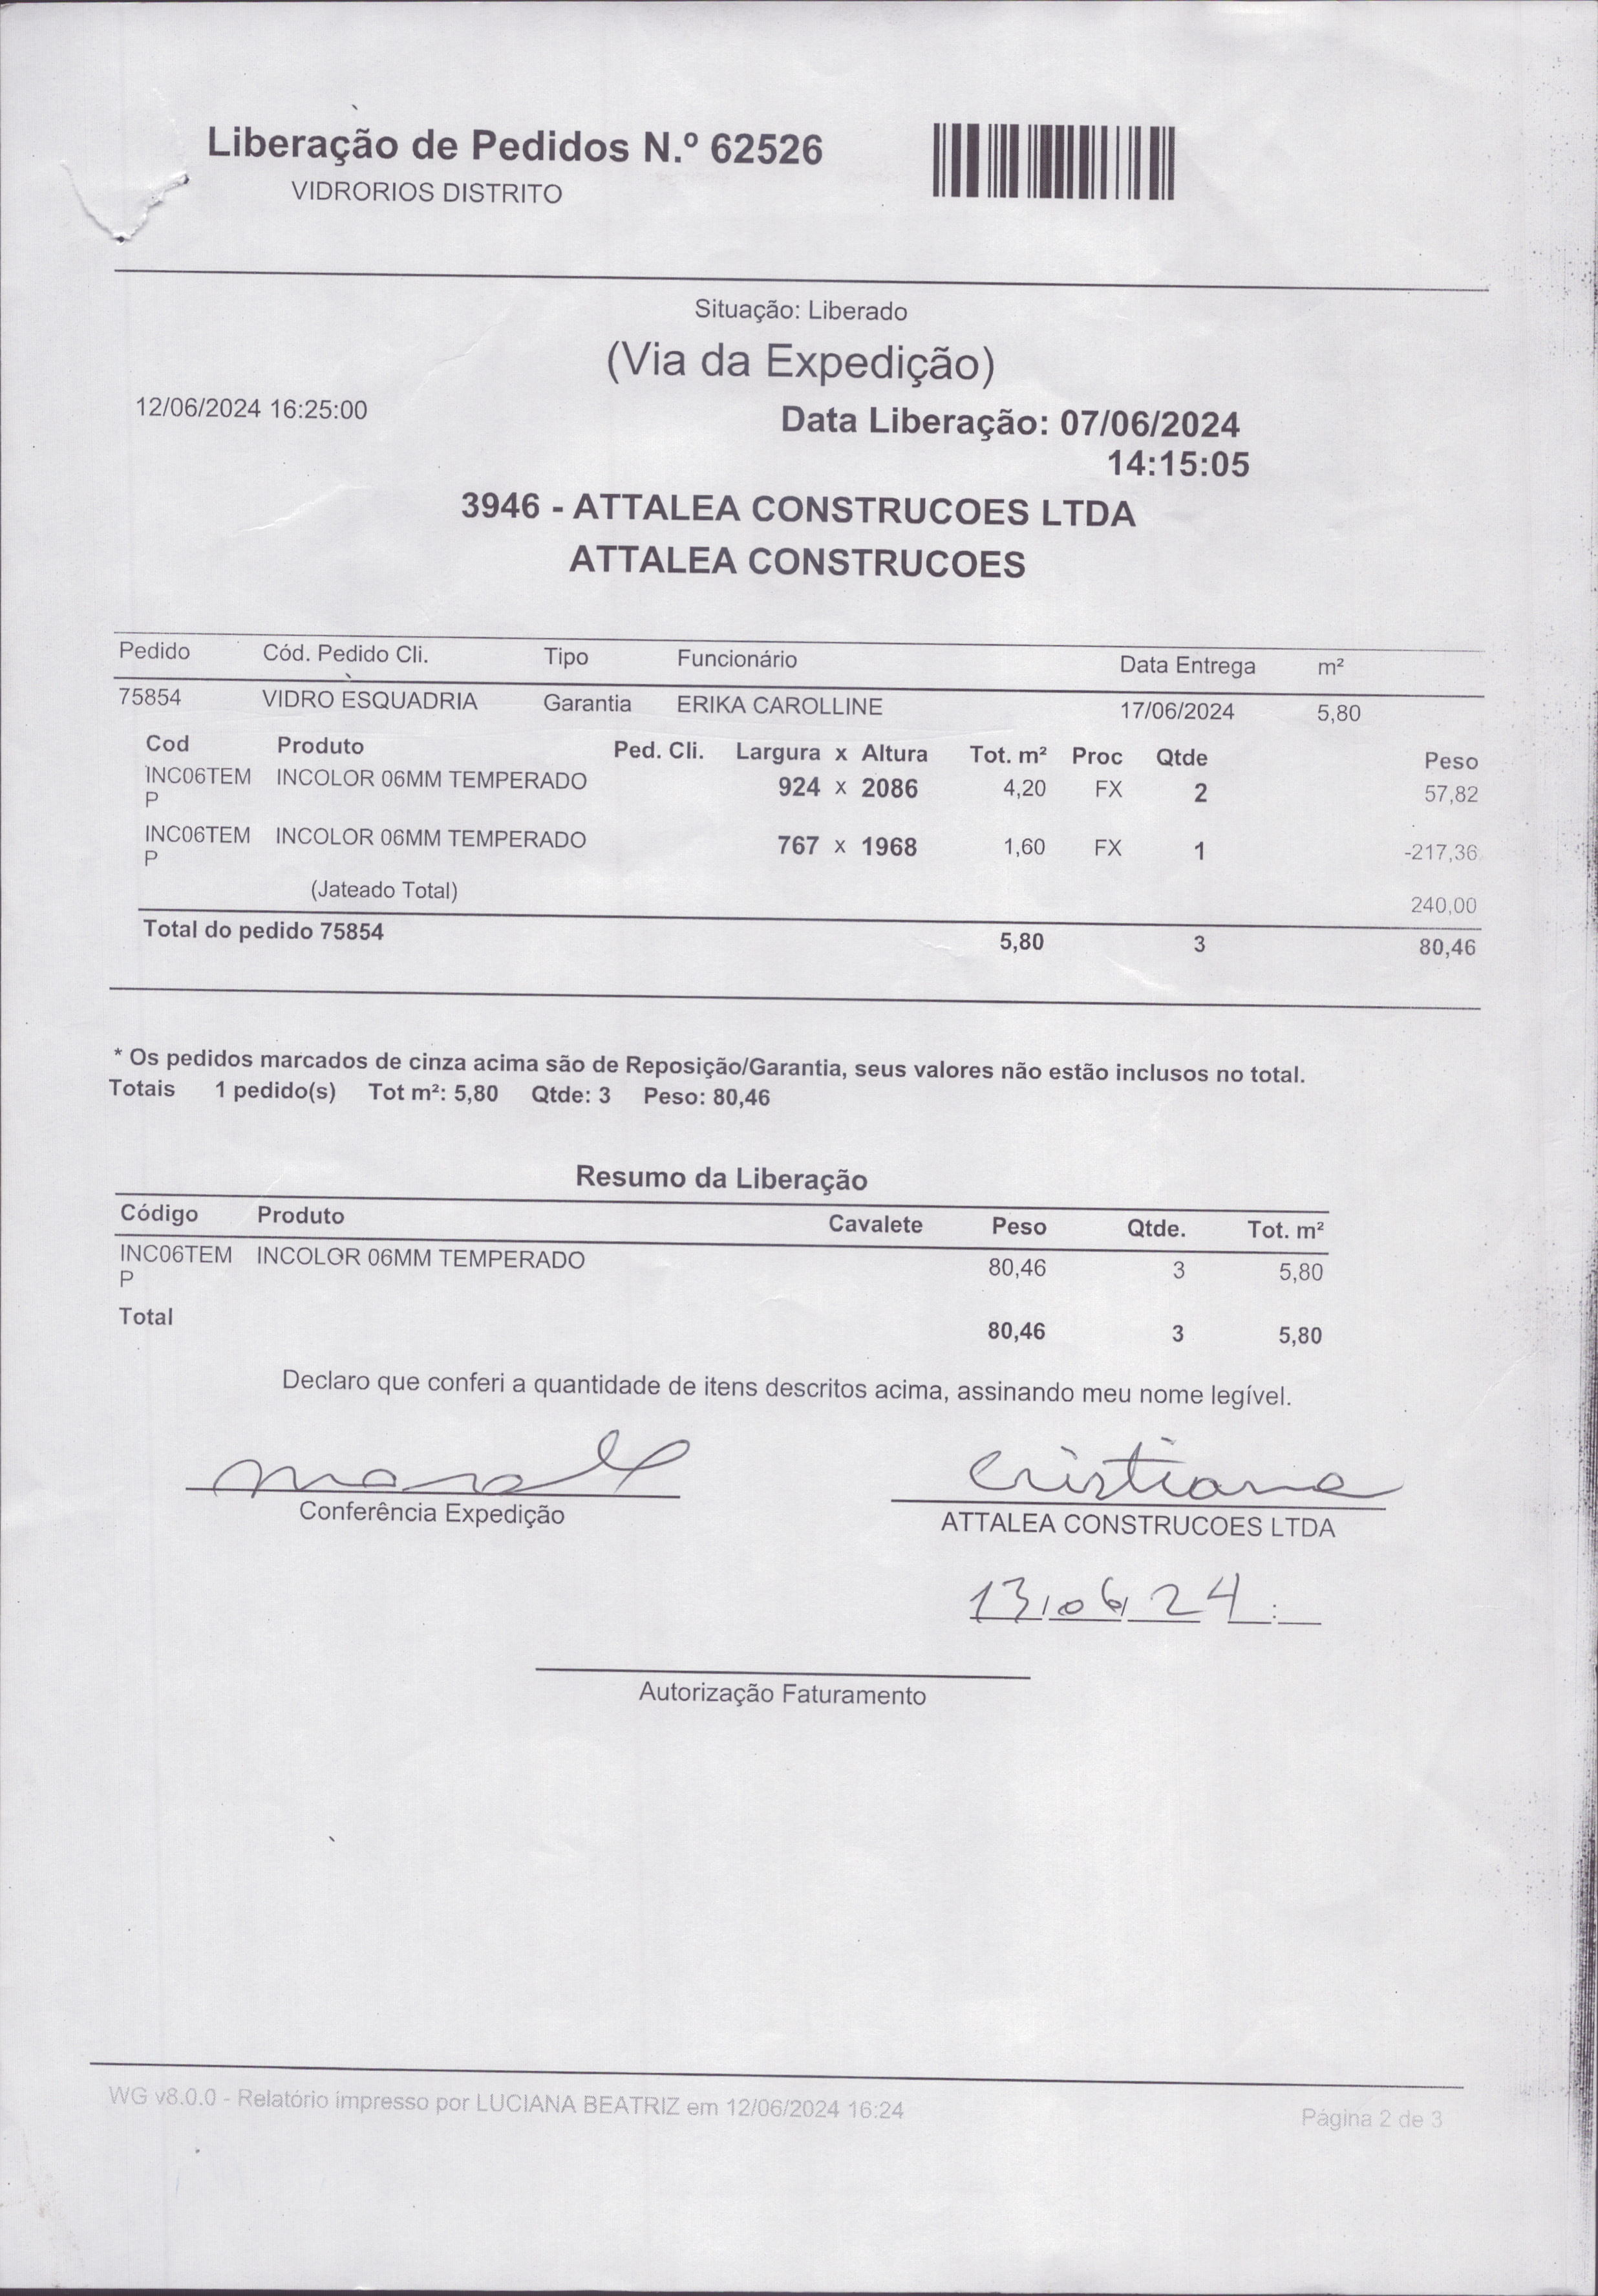 Liberação de Pedidos N.º 62526
VIDRORIOS DISTRITO
Situação: Liberado
(Via da Expedição)
12/06/2024 16:25:00
Data Liberação: 07/06/2024
14:15:05
3946 - ATTALEA CONSTRUCOES LTDA
ATTALEA CONSTRUCOES
Pedido Cód. Pedido Cli. Tipo Funcionário Data Entrega m²
75854 VIDRO ESQUADRIA Garantia ERIKA CAROLLINE 17/06/2024 5,80
Cod Produto Ped. Cli. Largura x Altura Tot. m² Proc Qtde Peso
INC06TEM INCOLOR 06MM TEMPERADO 924 x 2086 4,20 FX 2 57,82
P
INC06TEM INCOLOR 06MM TEMPERADO 767 x 1968 1,60 FX 1 -217,36
P
(Jateado Total) 240,00
Total do pedido 75854 5,80 3 80,46
* Os pedidos marcados de cinza acima são de Reposição/Garantia, seus valores não estão inclusos no total.
Totais 1 pedido(s) Tot m²: 5,80 Qtde: 3 Peso: 80,46
Resumo da Liberação
Código Produto Cavalete Peso Qtde. Tot. m²
INC06TEM INCOLOR 06MM TEMPERADO 80,46 3 5,80
P
Total 80,46 3 5,80
Declaro que conferi a quantidade de itens descritos acima, assinando meu nome legível.
Cristiane
Conferência Expedição ATTALEA CONSTRUCOES LTDA
13/06/24 :
Autorização Faturamento
WG v8.0.0 - Relatório impresso por LUCIANA BEATRIZ em 12/06/2024 16:24 Página 2 de 3